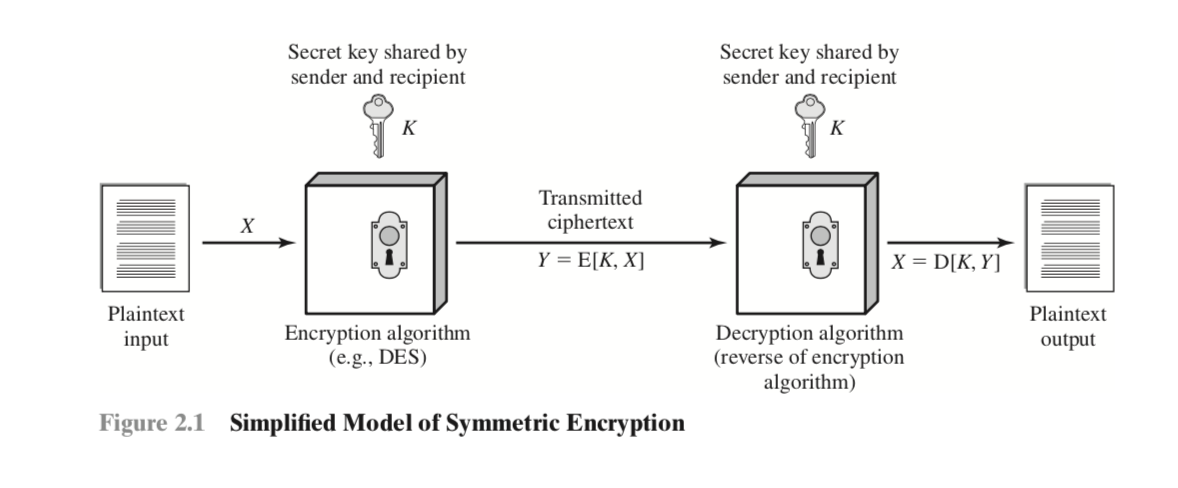 Secret key shared by
sender and recipient
K
Secret key shared by
sender and recipient
K
X
Transmitted
ciphertext
Y = E[K, X]
X = D[K, Y]
Plaintext
input
Encryption algorithm
(e.g., DES)
Decryption algorithm
(reverse of encryption
algorithm)
Plaintext
output
Figure 2.1 Simplified Model of Symmetric Encryption